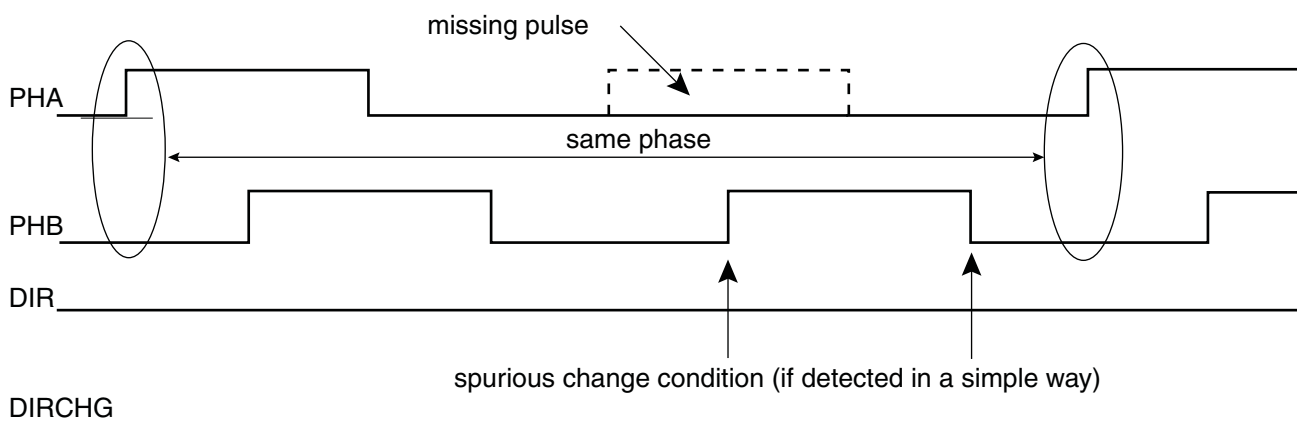 missing pulse
PHA
same phase
PHB
DIR
spurious change condition (if detected in a simple way)
DIRCHG